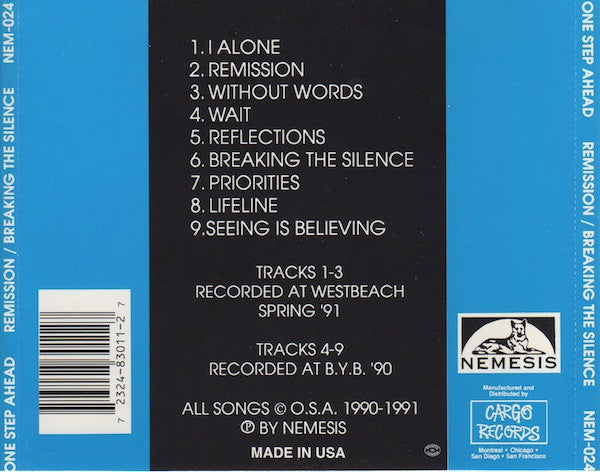 ONE STEP AHEAD REMISSION / BREAKING THE SILENCE NEM-024
1. I ALONE
2. REMISSION
3. WITHOUT WORDS
4. WAIT
5. REFLECTIONS
6. BREAKING THE SILENCE
7. PRIORITIES
8. LIFELINE
9. SEEING IS BELIEVING
TRACKS 1-3
RECORDED AT WESTBEACH
SPRING '91
TRACKS 4-9
RECORDED AT B.Y.B. '90
ALL SONGS © O.S.A. 1990-1991
℗ BY NEMESIS
MADE IN USA
7 2324-83011-2 7
NEMESIS
Manufactured and
Distributed by
CARGO
RECORDS
Montreal • Chicago •
San Diego • San Francisco
ONE STEP AHEAD REMISSION / BREAKING THE SILENCE NEM-024